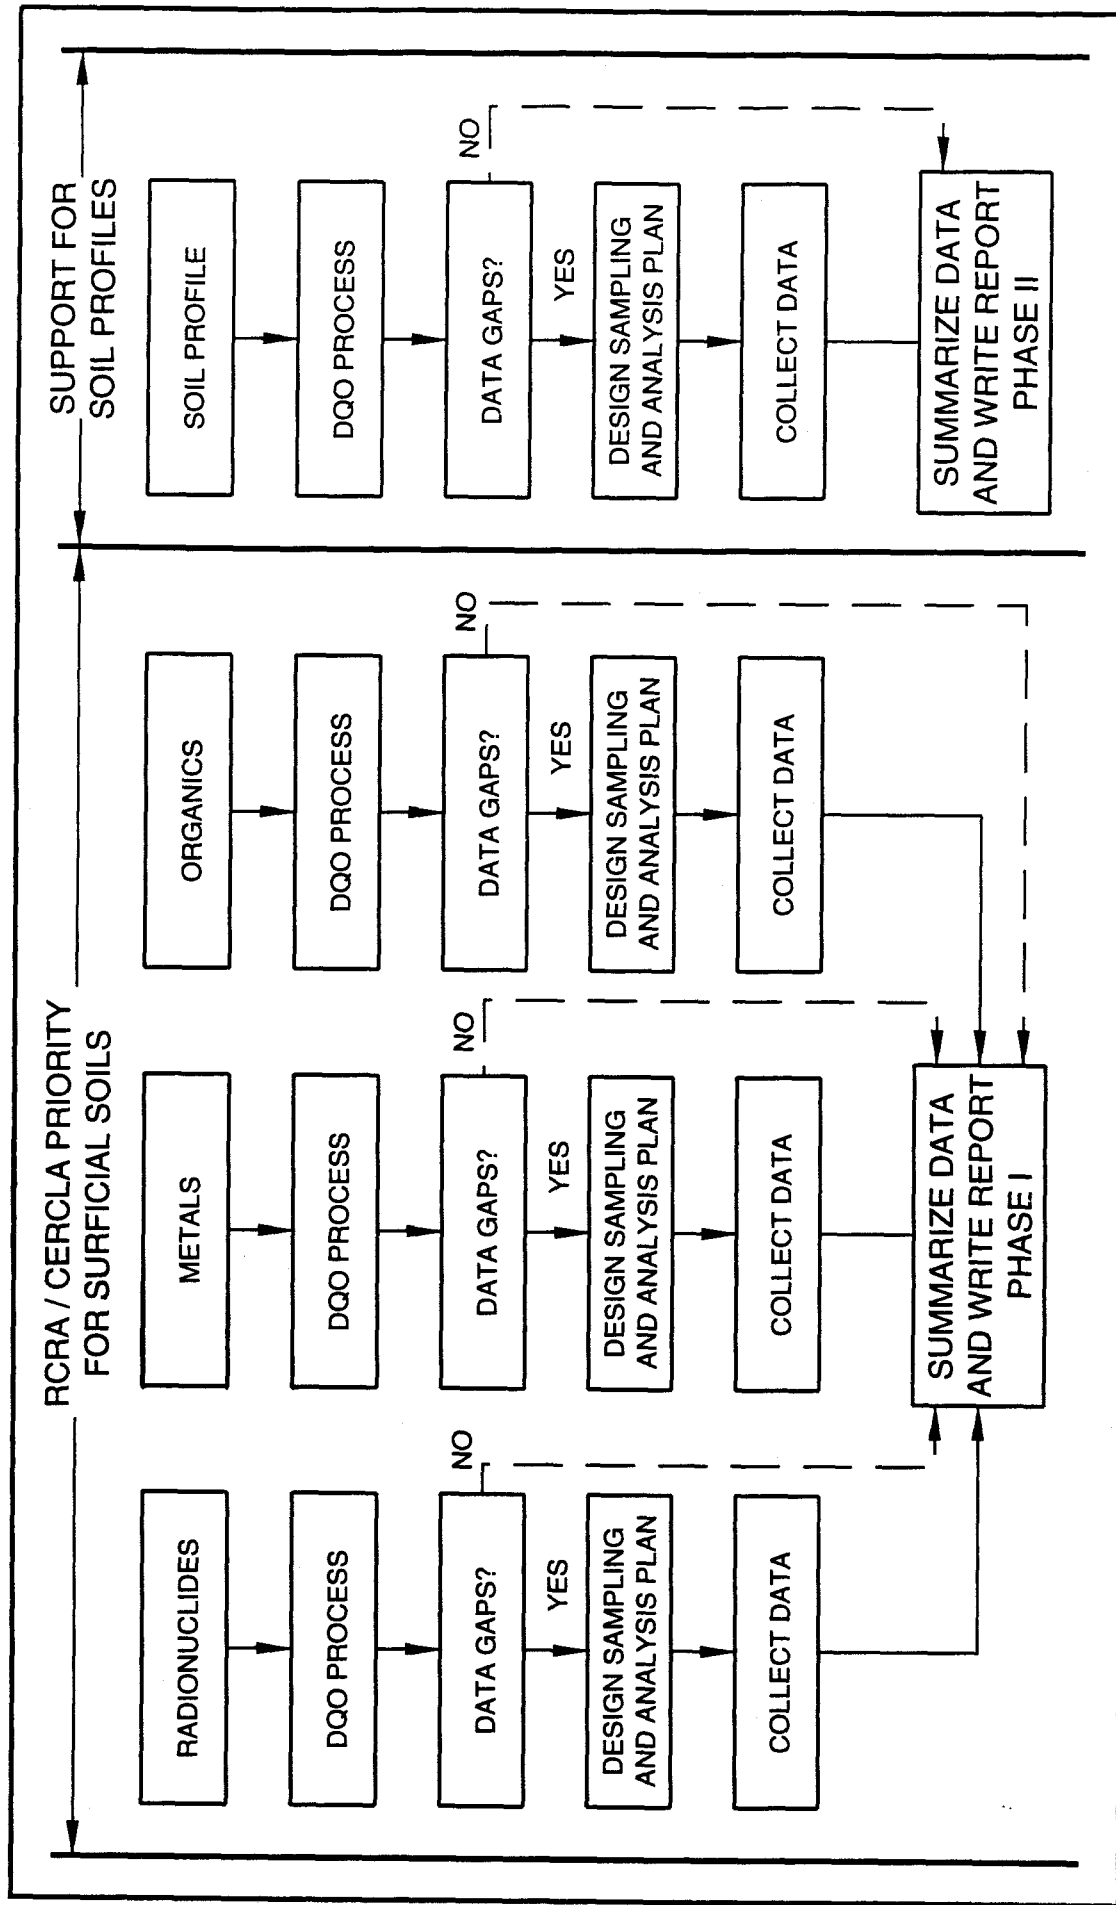 RCRA / CERCLA PRIORITY
FOR SURFICIAL SOILS
SUPPORT FOR
SOIL PROFILES
RADIONUCLIDES
DQO PROCESS
DATA GAPS?
NO
YES
DESIGN SAMPLING
AND ANALYSIS PLAN
COLLECT DATA
METALS
DQO PROCESS
DATA GAPS?
NO
YES
DESIGN SAMPLING
AND ANALYSIS PLAN
COLLECT DATA
ORGANICS
DQO PROCESS
DATA GAPS?
NO
YES
DESIGN SAMPLING
AND ANALYSIS PLAN
COLLECT DATA
SUMMARIZE DATA
AND WRITE REPORT
PHASE I
SOIL PROFILE
DQO PROCESS
DATA GAPS?
NO
YES
DESIGN SAMPLING
AND ANALYSIS PLAN
COLLECT DATA
SUMMARIZE DATA
AND WRITE REPORT
PHASE II